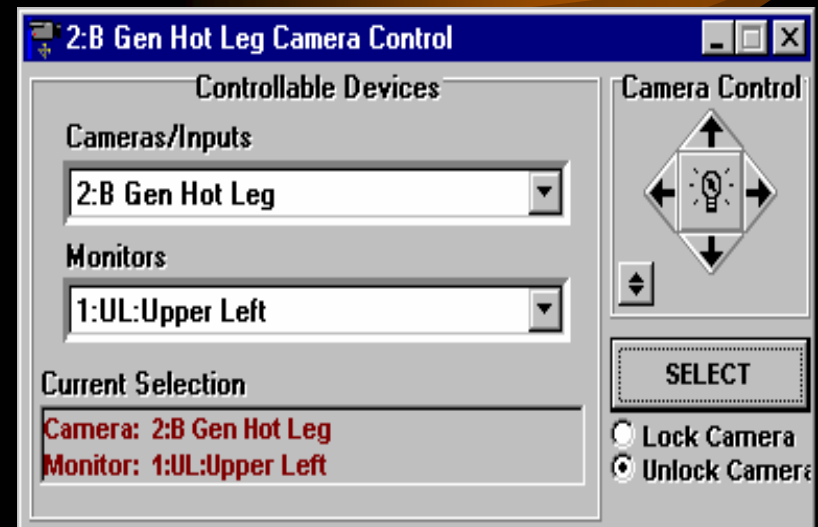 2:B Gen Hot Leg Camera Control
Controllable Devices
Cameras/Inputs
2:B Gen Hot Leg
Monitors
1:UL:Upper Left
Current Selection
Camera: 2:B Gen Hot Leg
Monitor: 1:UL:Upper Left
Camera Control
SELECT
Lock Camera
Unlock Camera